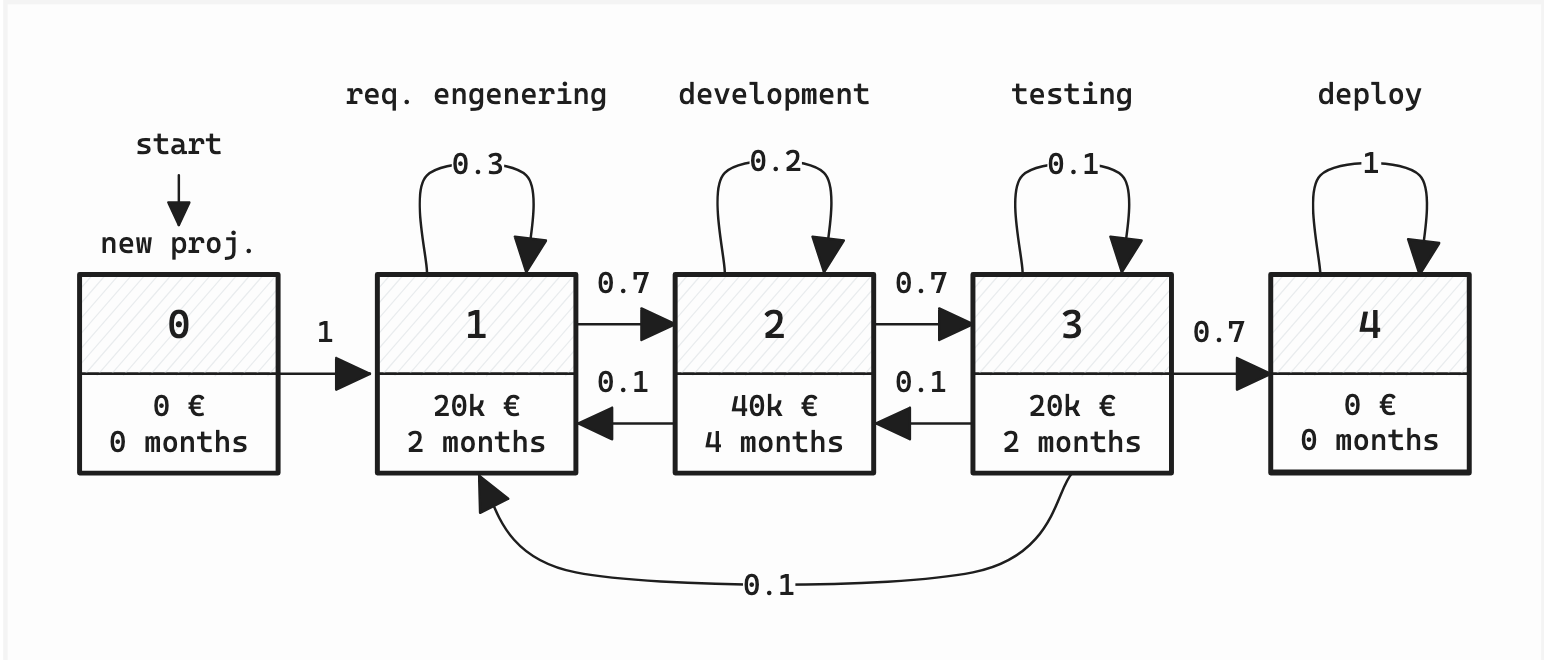 req. engenering
development
testing
deploy
start
0.3
0.2
0.1
1
new proj.
0.7
0.7
0
1
1
2
3
0.7
4
0.1
0.1
0 €
0 months
20k €
2 months
40k €
4 months
20k €
2 months
0 €
0 months
0.1